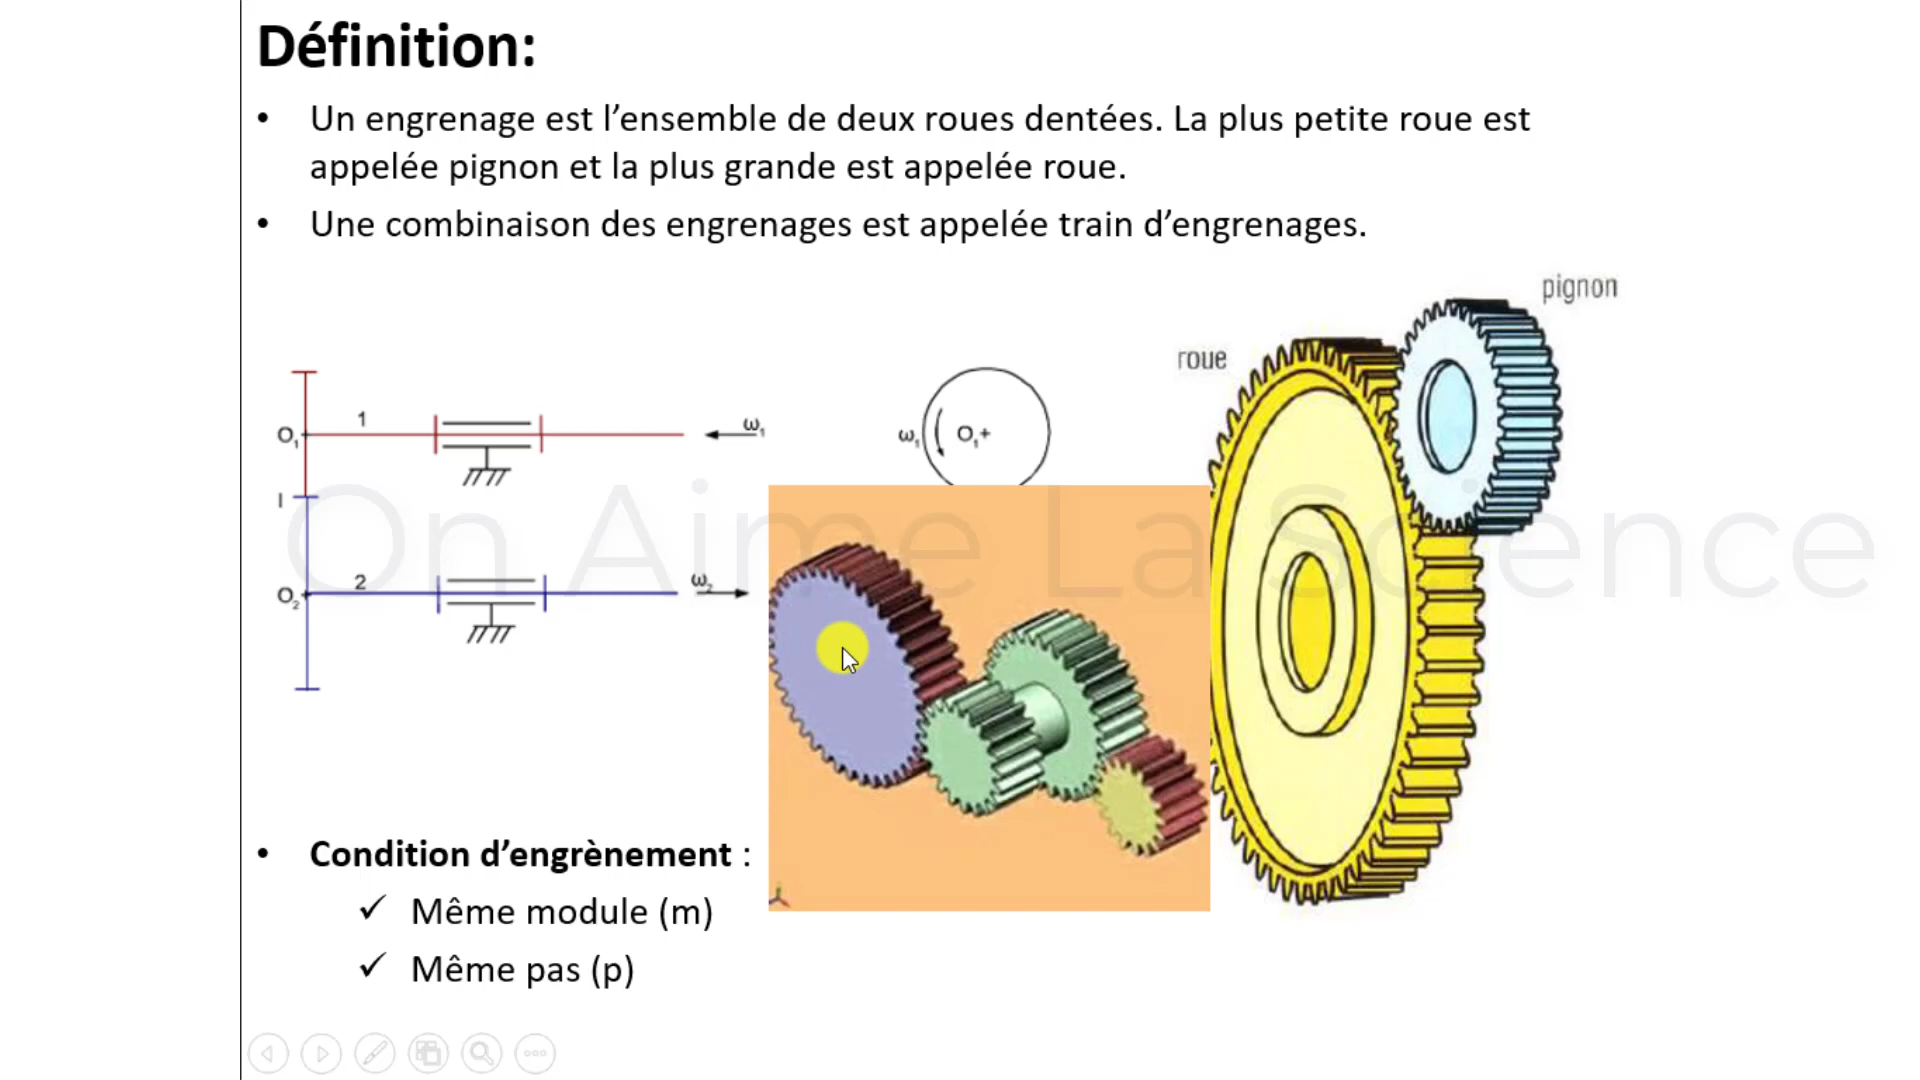 Définition:
• Un engrenage est l’ensemble de deux roues dentées. La plus petite roue est
appelée pignon et la plus grande est appelée roue.
• Une combinaison des engrenages est appelée train d’engrenages.
pignon
roue
1
O₁
ω₁
ω₁
O₁+
I
On Aime La Science
2
O₂
ω₂
• Condition d’engrènement :
✓ Même module (m)
✓ Même pas (p)